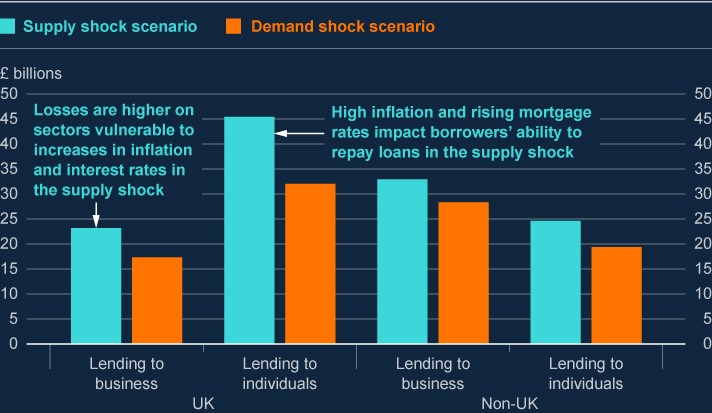 Supply shock scenario
Demand shock scenario
£ billions
50
45
40
35
30
25
20
15
10
5
0
50
45
40
35
30
25
20
15
10
5
0
Losses are higher on
sectors vulnerable to
increases in inflation
and interest rates in
the supply shock
High inflation and rising mortgage
rates impact borrowers' ability to
repay loans in the supply shock
Lending to
business
Lending to
individuals
Lending to
business
Lending to
individuals
UK
Non-UK